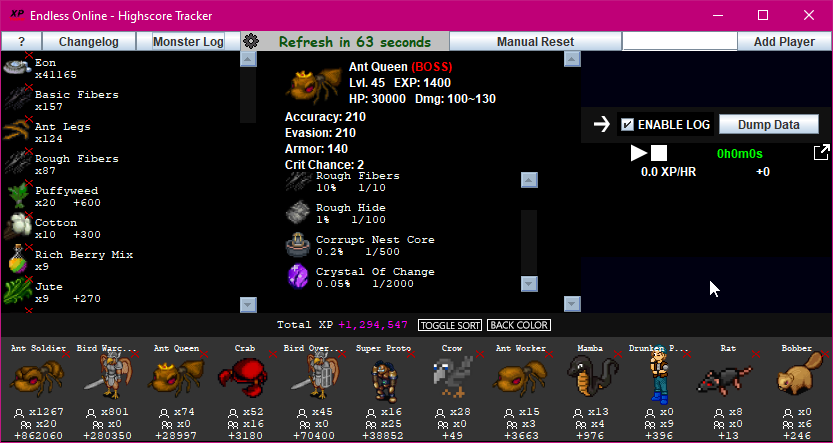 XP Endless Online - Highscore Tracker
? Changelog Monster Log Refresh in 63 seconds Manual Reset Add Player
Eon
x41165
Basic Fibers
x157
Ant Legs
x124
Rough Fibers
x87
Puffyweed
x20 +600
Cotton
x10 +300
Rich Berry Mix
x9
Jute
x9 +270
Ant Queen (BOSS)
Lvl. 45 EXP: 1400
HP: 30000 Dmg: 100~130
Accuracy: 210
Evasion: 210
Armor: 140
Crit Chance: 2
Rough Fibers
10% 1/10
Rough Hide
1% 1/100
Corrupt Nest Core
0.2% 1/500
Crystal Of Change
0.05% 1/2000
ENABLE LOG Dump Data
0h0m0s
0.0 XP/HR +0
Total XP +1,294,547 TOGGLE SORT BACK COLOR
Ant Soldier Bird Warc... Ant Queen Crab Bird Over... Super Proto Crow Ant Worker Mamba Drunken P... Rat Bobber
x1267 x801 x74 x52 x45 x16 x28 x15 x13 x0 x8 x0
x20 x0 x0 x16 x0 x25 x0 x3 x4 x9 x0 x6
+862060 +280350 +28997 +3180 +70400 +38852 +49 +3663 +976 +396 +13 +246